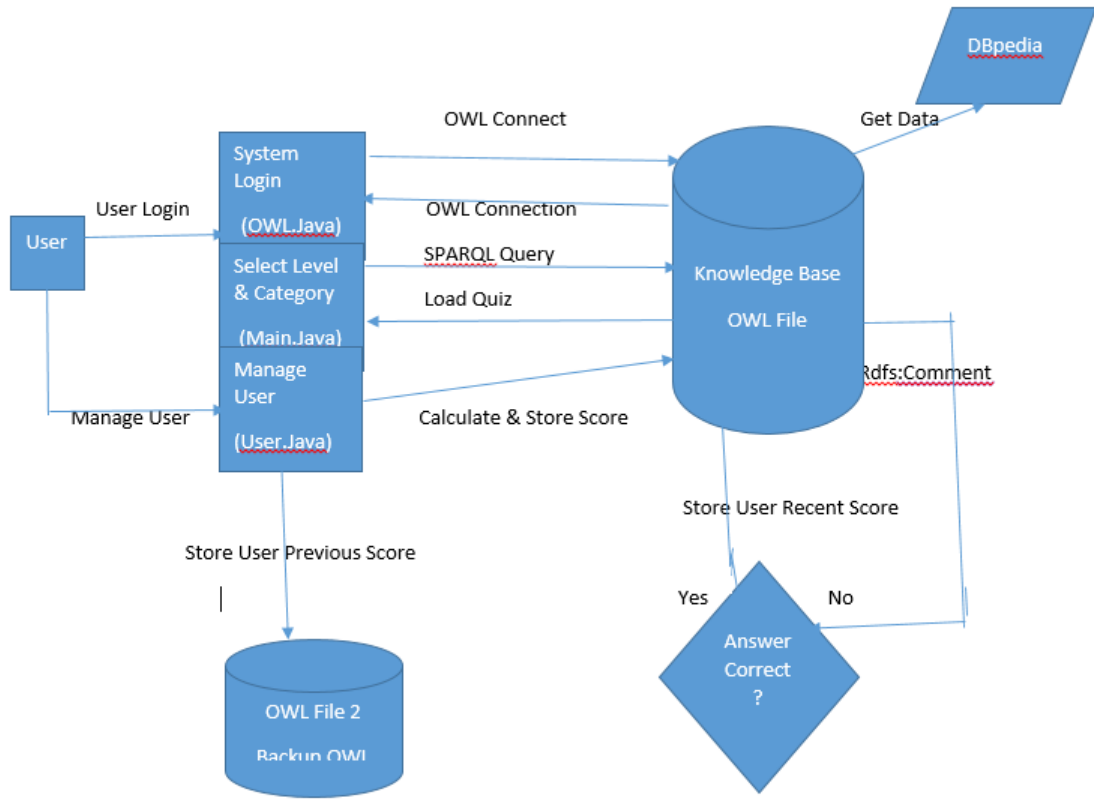 DBpedia
OWL Connect
Get Data
System
Login
(OWL.Java)
User Login
OWL Connection
User
SPARQL Query
Select Level
& Category
(Main.Java)
Load Quiz
Knowledge Base
OWL File
Manage
User
(User.Java)
Rdfs:Comment
Manage User
Calculate & Store Score
Store User Recent Score
Store User Previous Score
Yes
No
Answer
Correct
?
OWL File 2
Backup OWL